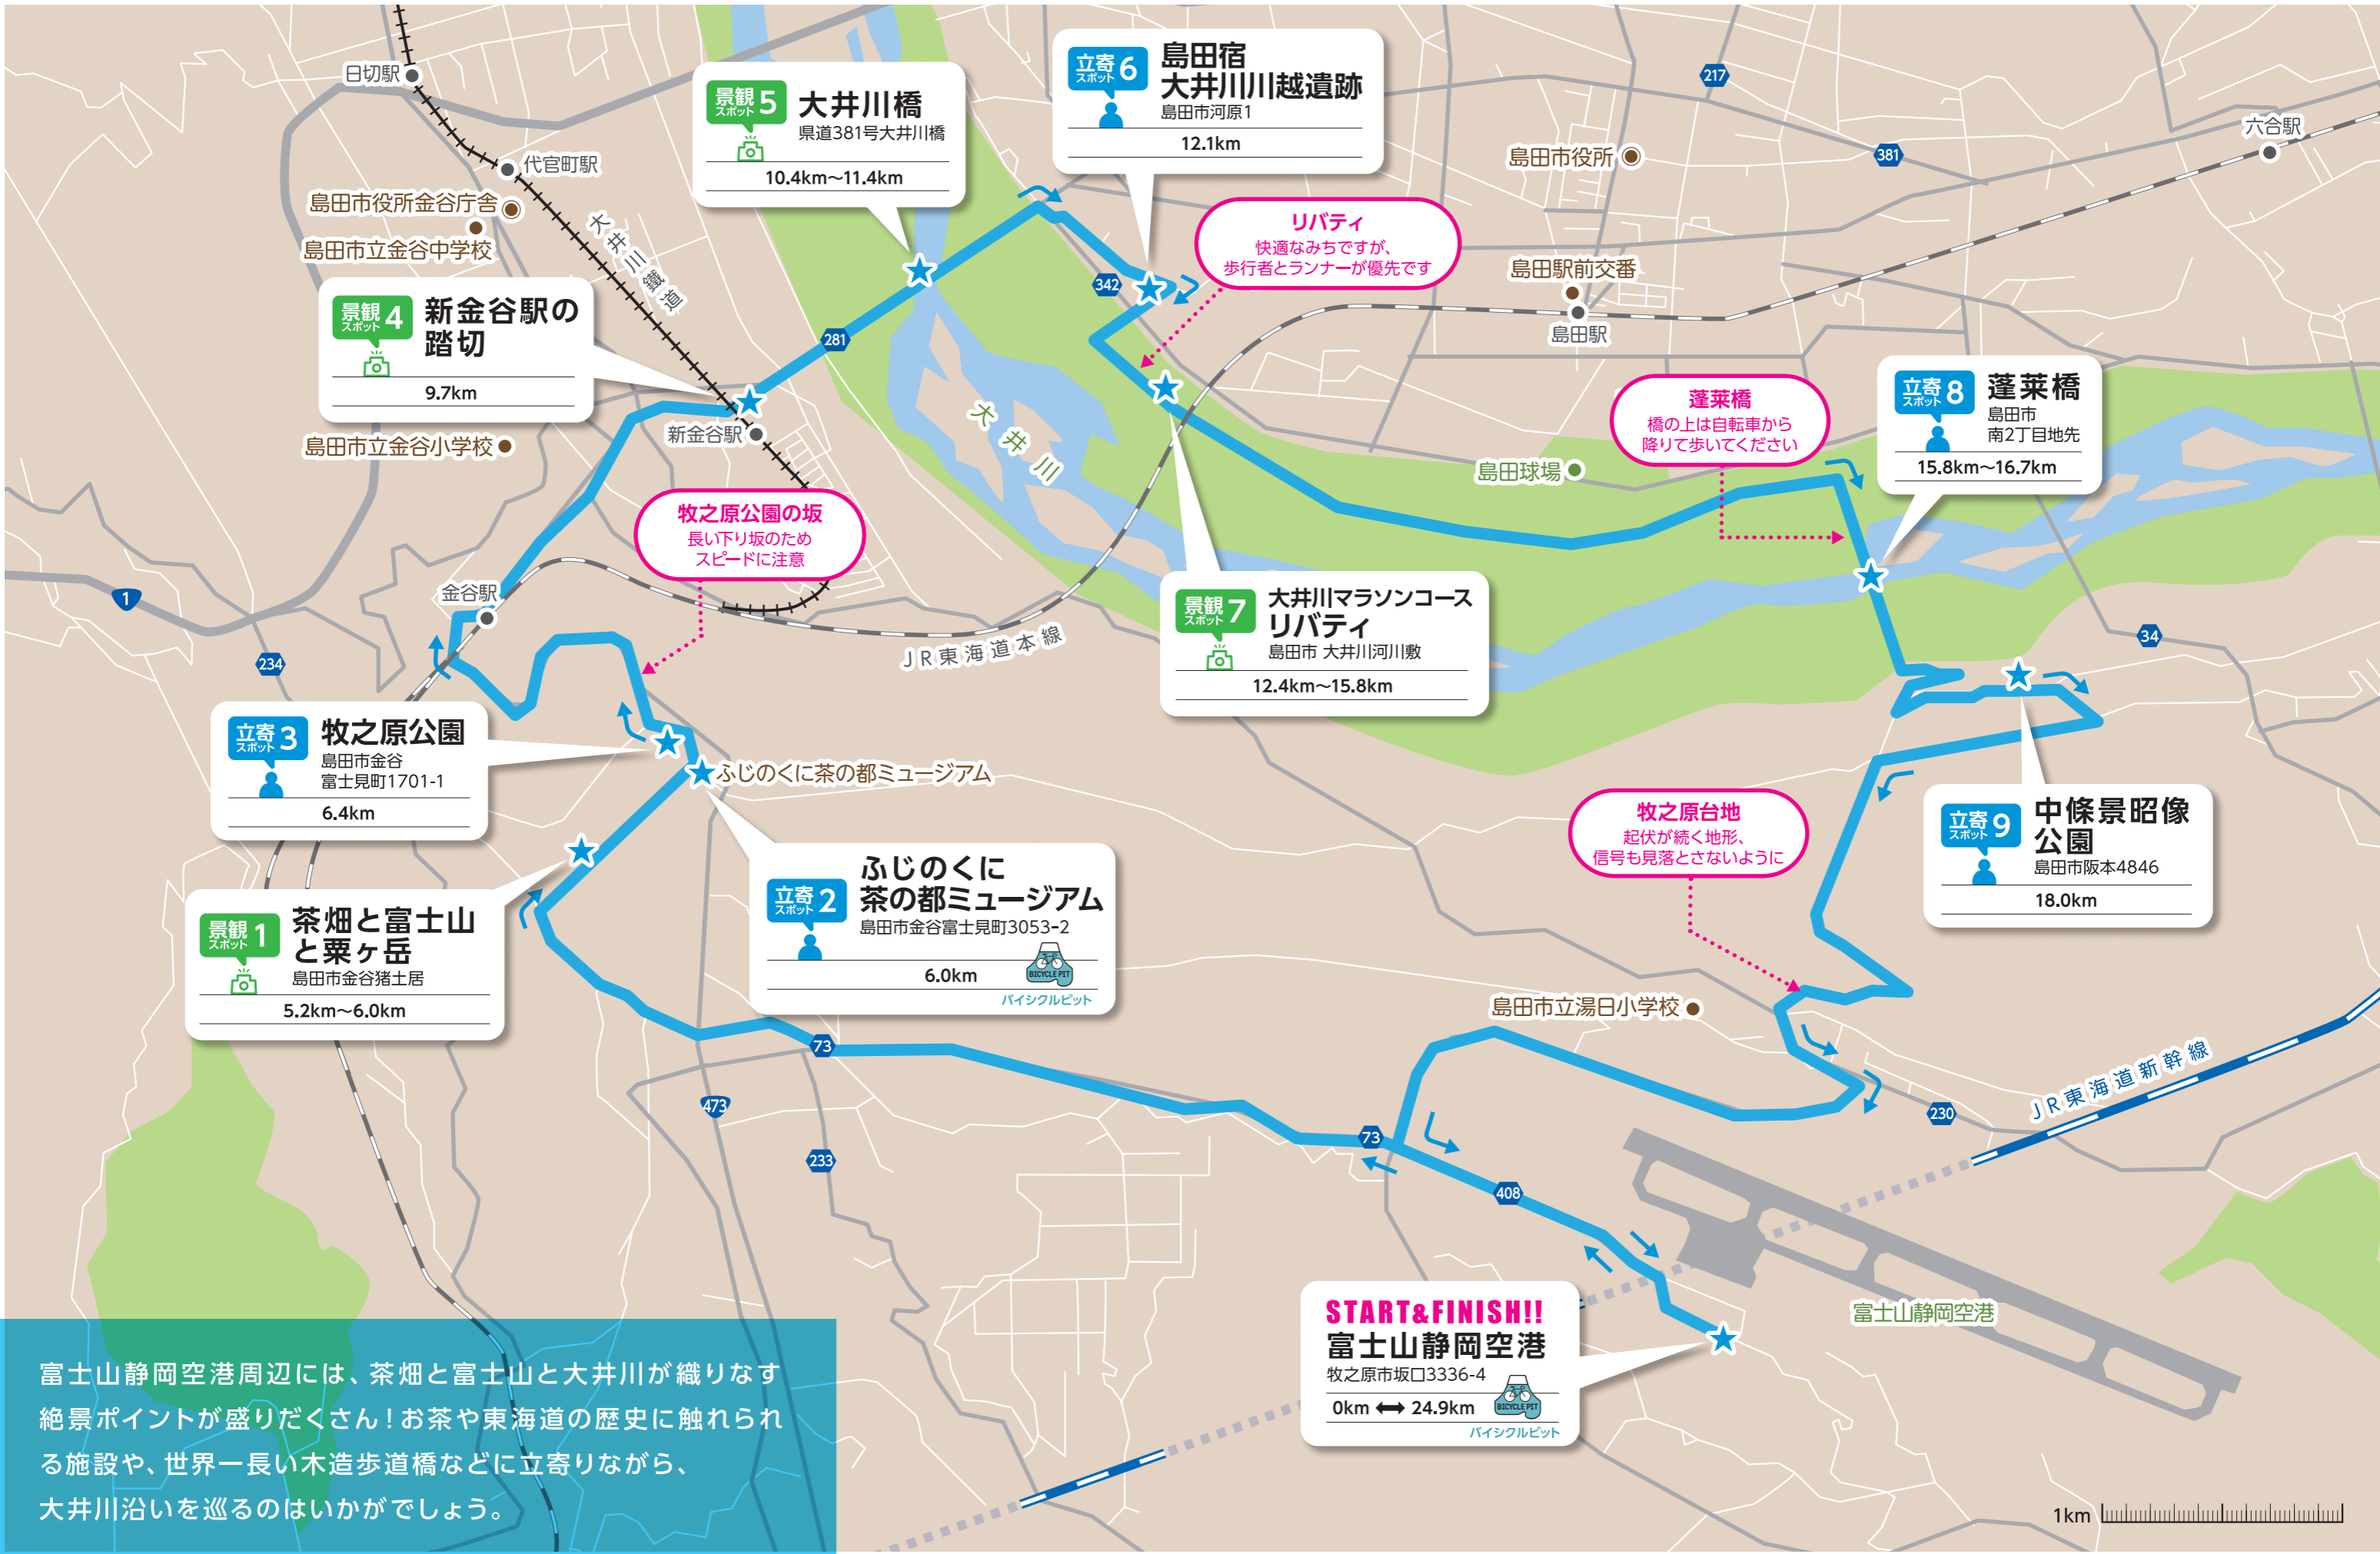 日切駅
代官町駅
島田市役所金谷庁舎
島田市立金谷中学校
大井川鐵道
景観
スポット
5
大井川橋
県道381号大井川橋
10.4km〜11.4km
立寄
スポット
6
島田宿
大井川川越遺跡
島田市河原1
12.1km
217
381
六合駅
島田市役所
リバティ
快適なみちですが、
歩行者とランナーが優先です
342
島田駅前交番
島田駅
景観
スポット
4
新金谷駅の
踏切
9.7km
281
新金谷駅
島田市立金谷小学校
大井川
蓬莱橋
橋の上は自転車から
降りて歩いてください
島田球場
立寄
スポット
8
蓬莱橋
島田市
南2丁目地先
15.8km〜16.7km
牧之原公園の坂
長い下り坂のため
スピードに注意
1
金谷駅
234
JR東海道本線
景観
スポット
7
大井川マラソンコース
リバティ
島田市 大井川河川敷
12.4km〜15.8km
34
立寄
スポット
3
牧之原公園
島田市金谷
富士見町1701-1
6.4km
ふじのくに茶の都ミュージアム
立寄
スポット
2
ふじのくに
茶の都ミュージアム
島田市金谷富士見町3053-2
6.0km
BICYCLE PIT
バイシクルピット
牧之原台地
起伏が続く地形、
信号も見落とさないように
立寄
スポット
9
中條景昭像
公園
島田市阪本4846
18.0km
景観
スポット
1
茶畑と富士山
と粟ヶ岳
島田市金谷猪土居
5.2km〜6.0km
島田市立湯日小学校
73
473
233
73
408
230
JR東海道新幹線
START&FINISH!!
富士山静岡空港
牧之原市坂口3336-4
0km ⟷ 24.9km
BICYCLE PIT
バイシクルピット
富士山静岡空港
富士山静岡空港周辺には、茶畑と富士山と大井川が織りなす
絶景ポイントが盛りだくさん！お茶や東海道の歴史に触れられ
る施設や、世界一長い木造歩道橋などに立寄りながら、
大井川沿いを巡るのはいかがでしょう。
1km